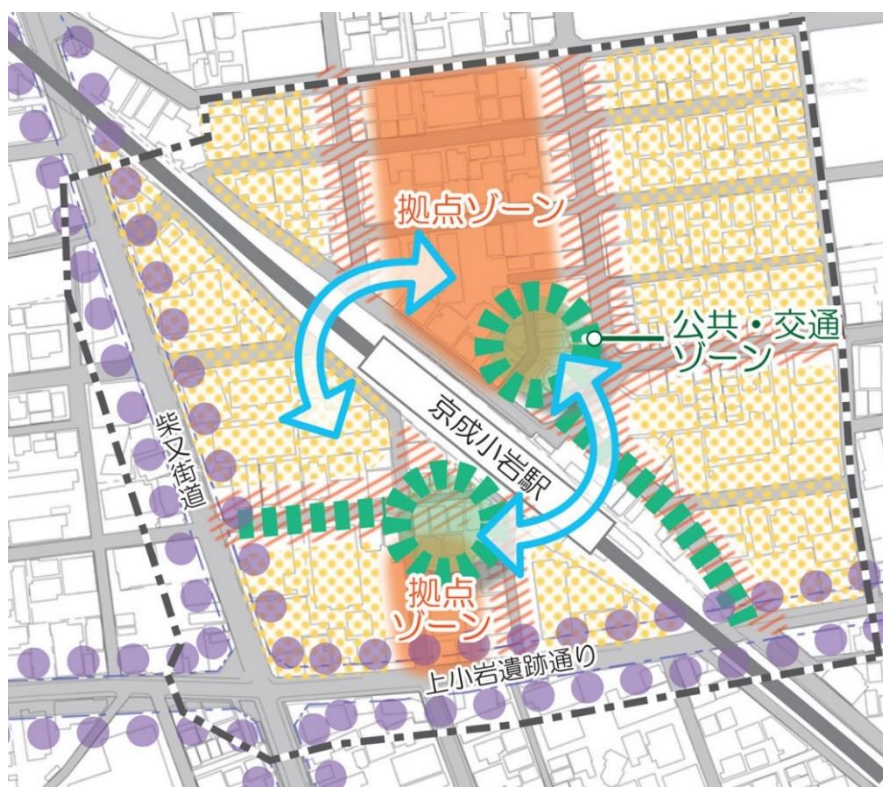 拠点ゾーン
公共・交通
ゾーン
京成小岩駅
柴又街道
拠点
ゾーン
上小岩遺跡通り